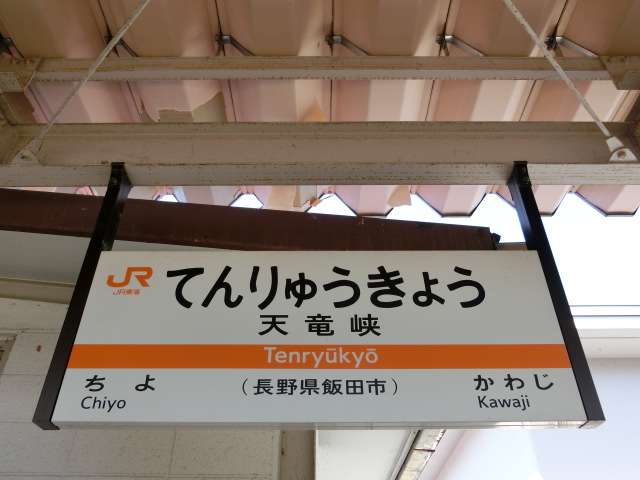 JR
JR東海
てんりゅうきょう
天竜峡
Tenryūkyō
ちよ
Chiyo
(長野県飯田市)
かわじ
Kawaji